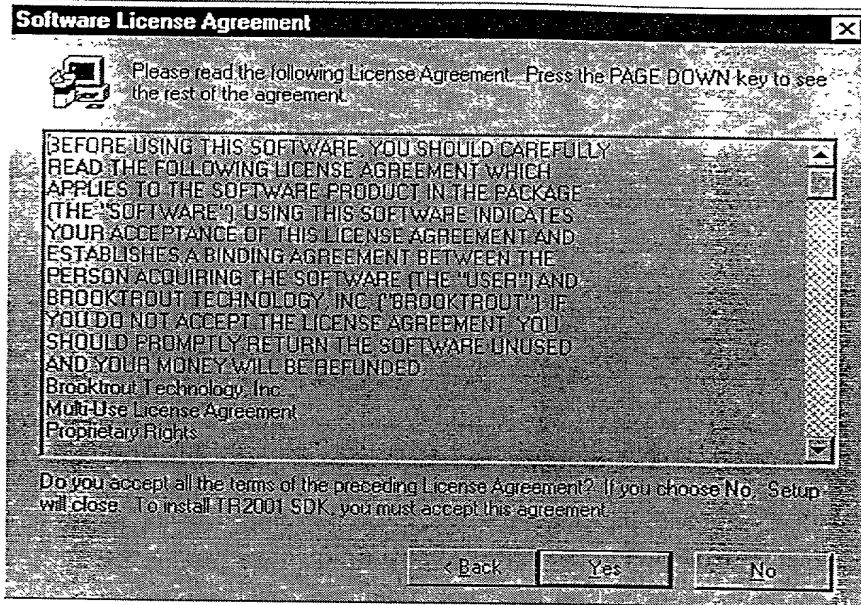 Software License Agreement
Please read the following License Agreement. Press the PAGE DOWN key to see
the rest of the agreement.
BEFORE USING THIS SOFTWARE, YOU SHOULD CAREFULLY
READ THE FOLLOWING LICENSE AGREEMENT WHICH
APPLIES TO THE SOFTWARE PRODUCT IN THE PACKAGE
(THE "SOFTWARE"). USING THIS SOFTWARE INDICATES
YOUR ACCEPTANCE OF THIS LICENSE AGREEMENT AND
ESTABLISHES A BINDING AGREEMENT BETWEEN THE
PERSON ACQUIRING THE SOFTWARE (THE "USER") AND
BROOKTROUT TECHNOLOGY, INC. ("BROOKTROUT"). IF
YOU DO NOT ACCEPT THE LICENSE AGREEMENT, YOU
SHOULD PROMPTLY RETURN THE SOFTWARE UNUSED
AND YOUR MONEY WILL BE REFUNDED.
Brooktrout Technology, Inc.
Multi-Use License Agreement
Proprietary Rights
Do you accept all the terms of the preceding License Agreement? If you choose No, Setup
will close. To install TR2001 SDK, you must accept this agreement.
< Back
Yes
No